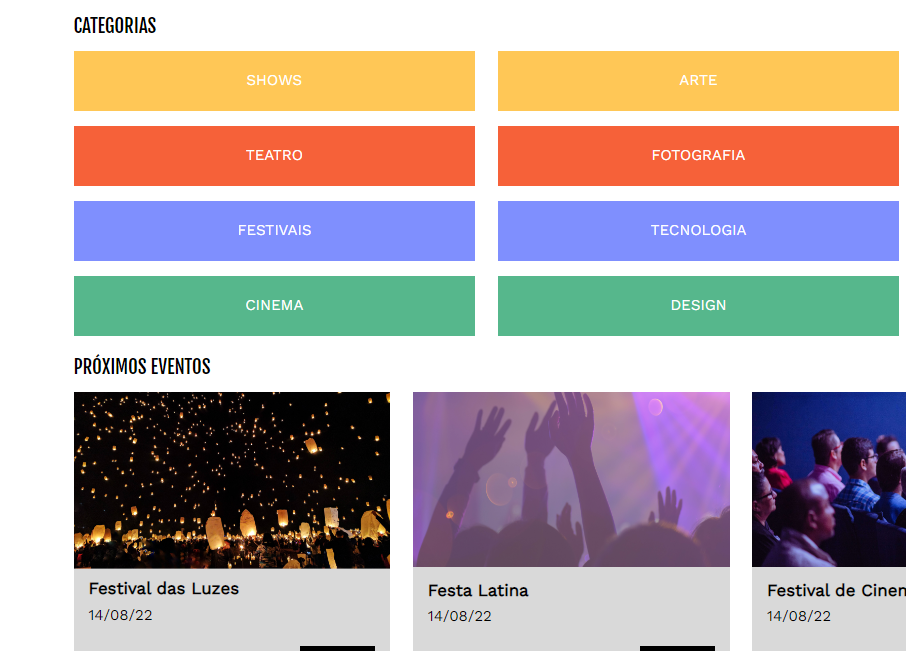 CATEGORIAS
SHOWS
ARTE
TEATRO
FOTOGRAFIA
FESTIVAIS
TECNOLOGIA
CINEMA
DESIGN
PRÓXIMOS EVENTOS
Festival das Luzes
14/08/22
Festa Latina
14/08/22
Festival de
14/08/22